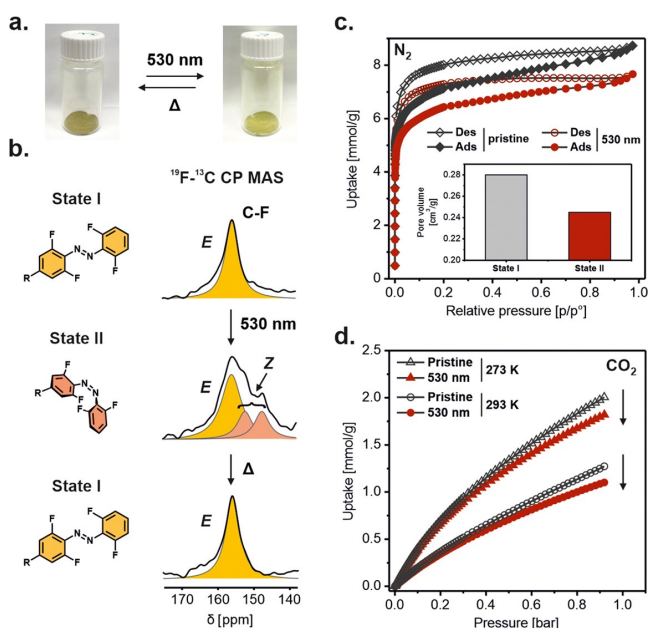 a.
530 nm
Δ
b.
¹⁹F-¹³C CP MAS
State I
F
F
N
N
R
F
F
E
C-F
530 nm
State II
F
R
F
N
N
F
F
E
Z
Δ
State I
F
F
N
N
R
F
F
E
170 160 150 140
δ [ppm]
c.
N₂
Uptake [mmol/g]
8
6
4
2
0
Des
Ads
pristine
Des
Ads
530 nm
Pore volume
[cm³/g]
0.28
0.26
0.24
0.22
0.20
State I State II
0.0 0.2 0.4 0.6 0.8 1.0
Relative pressure [p/p°]
d.
CO₂
Uptake [mmol/g]
2.5
2.0
1.5
1.0
0.5
0.0
Pristine
530 nm
273 K
Pristine
530 nm
293 K
0.0 0.2 0.4 0.6 0.8 1.0
Pressure [bar]